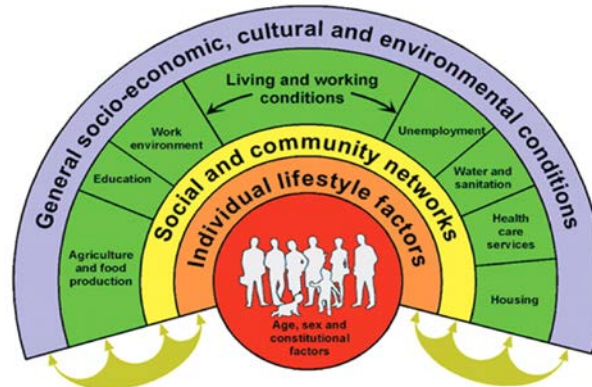 General socio-economic, cultural and environmental conditions
Living and working
conditions
Work
environment
Unemployment
Education
Water and
sanitation
Agriculture
and food
production
Health
care
services
Housing
Social and community networks
Individual lifestyle factors
Age, sex and
constitutional
factors